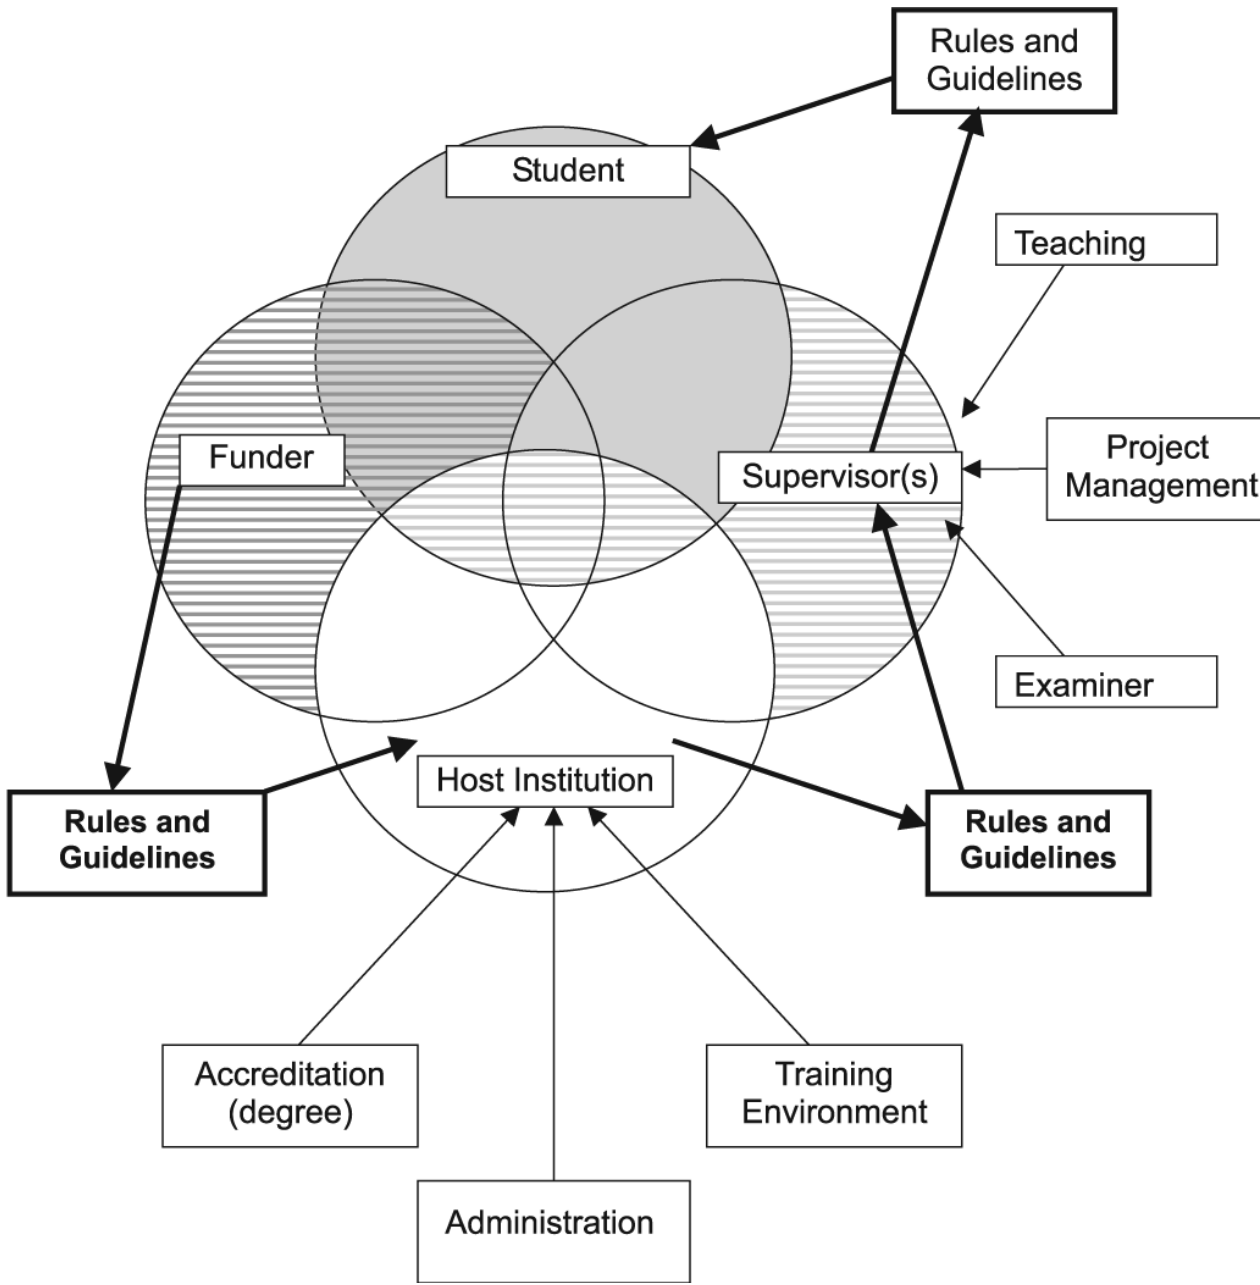 Rules and
Guidelines
Student
Teaching
Funder
Supervisor(s)
Project
Management
Examiner
Host Institution
Rules and
Guidelines
Rules and
Guidelines
Accreditation
(degree)
Training
Environment
Administration